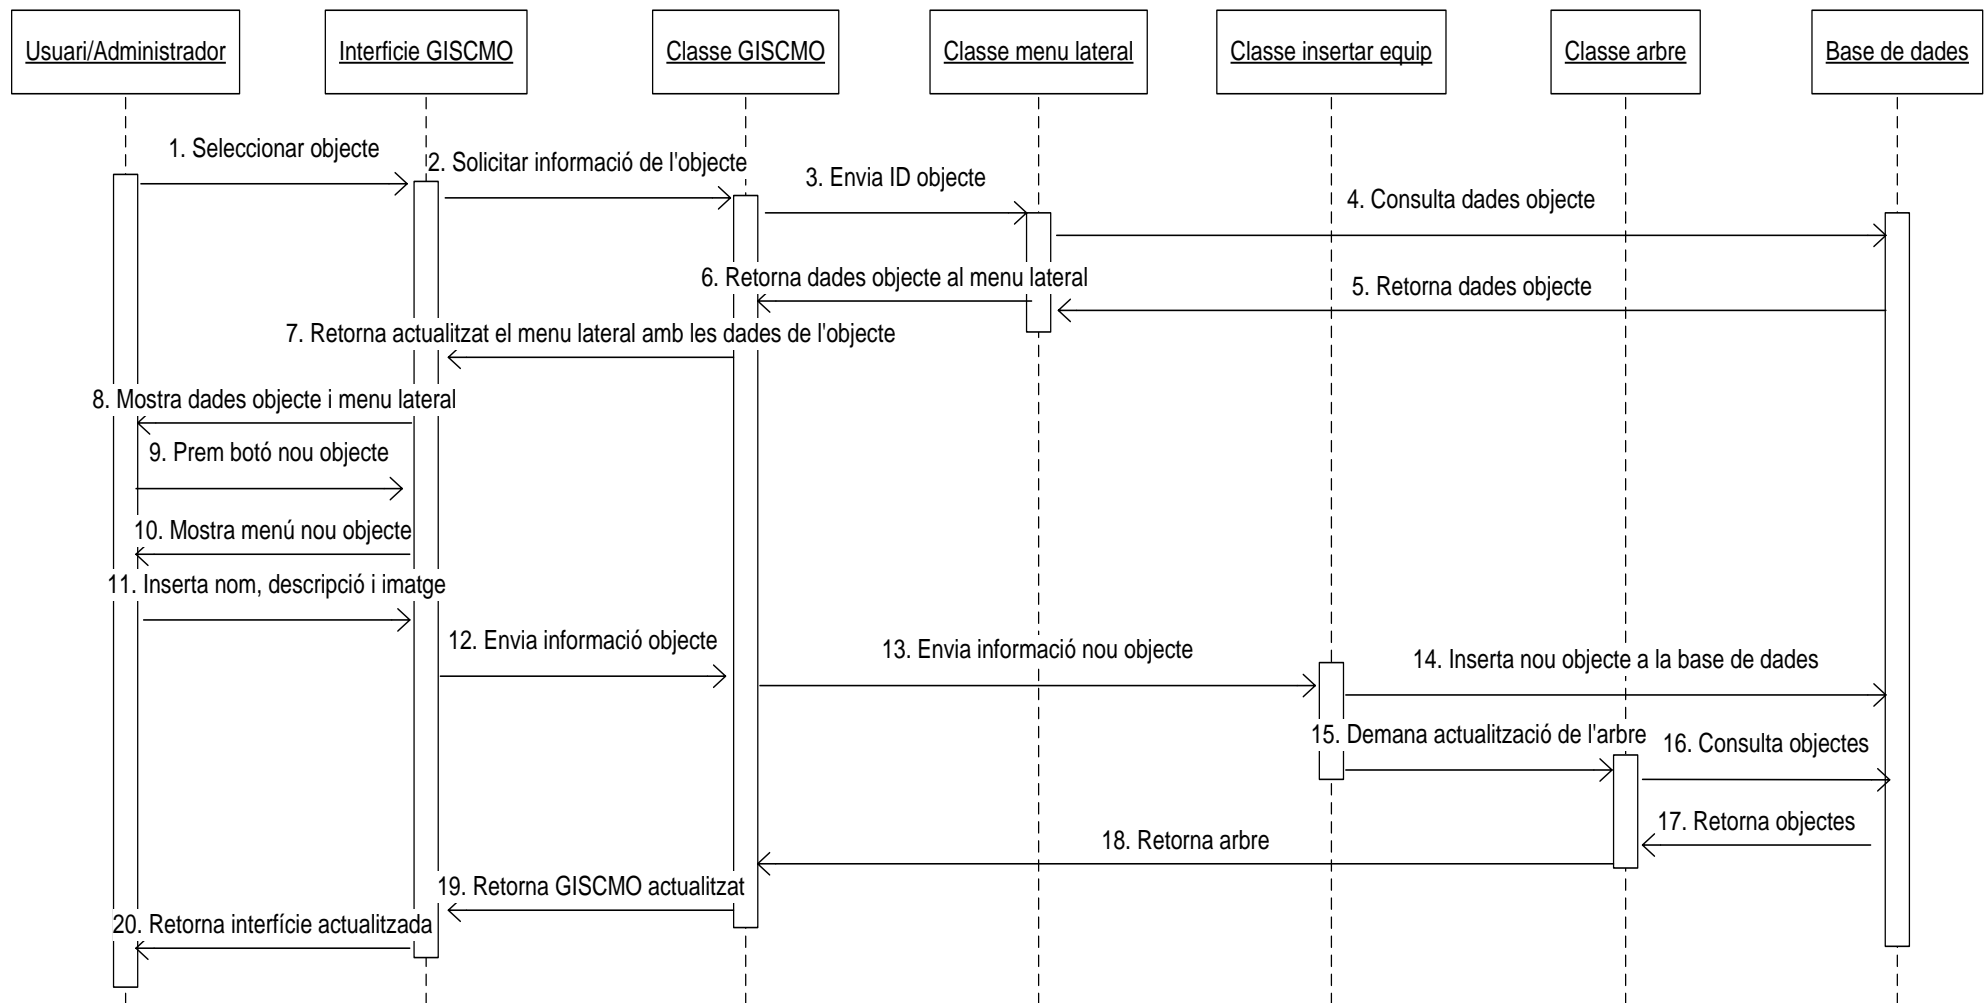 Usuari/Administrador
Interficie GISCMO
Classe GISCMO
Classe menu lateral
Classe insertar equip
Classe arbre
Base de dades
1. Seleccionar objecte
2. Solicitar informació de l'objecte
3. Envia ID objecte
4. Consulta dades objecte
5. Retorna dades objecte
6. Retorna dades objecte al menu lateral
7. Retorna actualitzat el menu lateral amb les dades de l'objecte
8. Mostra dades objecte i menu lateral
9. Prem botó nou objecte
10. Mostra menú nou objecte
11. Inserta nom, descripció i imatge
12. Envia informació objecte
13. Envia informació nou objecte
14. Inserta nou objecte a la base de dades
15. Demana actualització de l'arbre
16. Consulta objectes
17. Retorna objectes
18. Retorna arbre
19. Retorna GISCMO actualitzat
20. Retorna interfície actualitzada